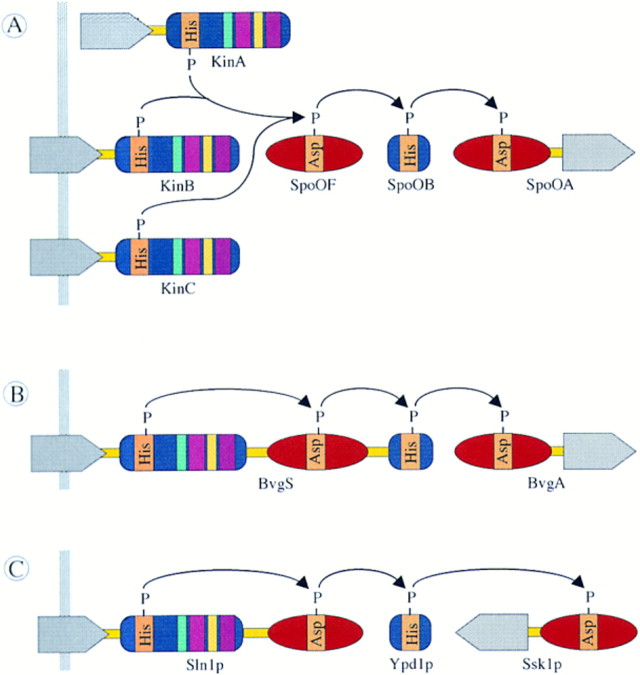 A
His
P
KinA
P
P
P
P
His
KinB
Asp
SpoOF
His
SpoOB
Asp
SpoOA
P
His
KinC
B
P
P
P
P
His
Asp
His
Asp
BvgS
BvgA
C
P
P
P
P
His
Asp
His
Asp
Sln1p
Ypd1p
Ssk1p